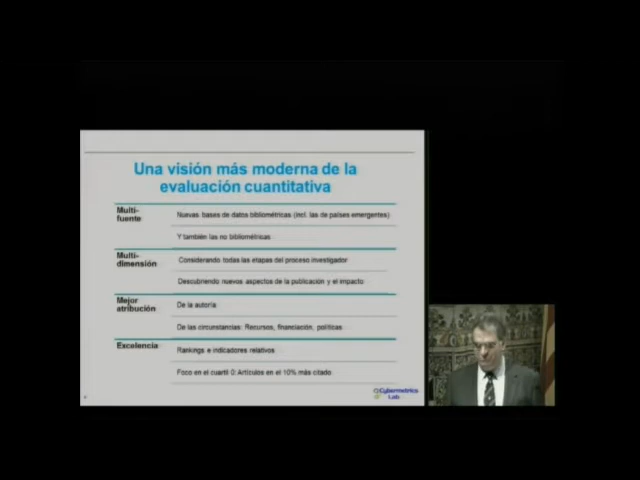 Una visión más moderna de la
evaluación cuantitativa
Multi-
fuente
Nuevas bases de datos bibliométricas (incl. las de países emergentes)
Y también las no bibliométricas
Multi-
dimensión
Considerando todas las etapas del proceso investigador
Descubriendo nuevos aspectos de la publicación y el impacto
Mejor
atribución
De la autoría
De las circunstancias: Recursos, financiación, políticas
Excelencia
Rankings e indicadores relativos
Foco en el cuartil 0: Artículos en el 10% más citado
Cybermetrics
Lab